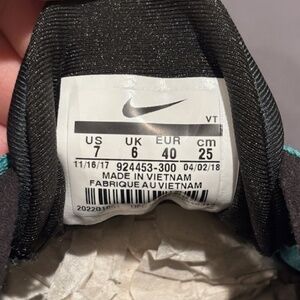 VT
US UK EUR cm
7 6 40 25
11/16/17 924453-300 04/02/18
MADE IN VIETNAM
FABRIQUE AU VIETNAM